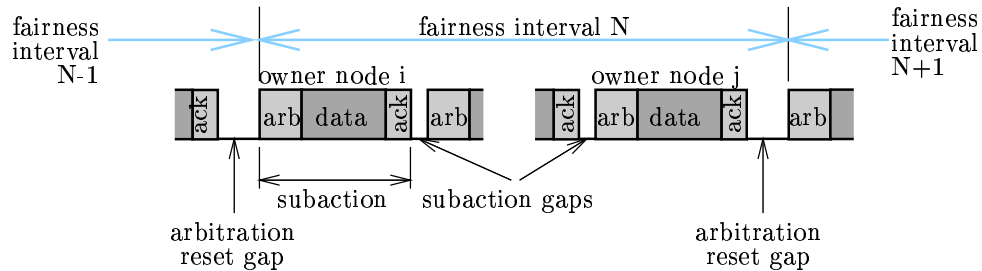 fairness
interval
N-1
fairness interval N
fairness
interval
N+1
owner node i
owner node j
ack
arb
data
ack
arb
ack
arb
data
ack
arb
subaction
subaction gaps
arbitration
reset gap
arbitration
reset gap